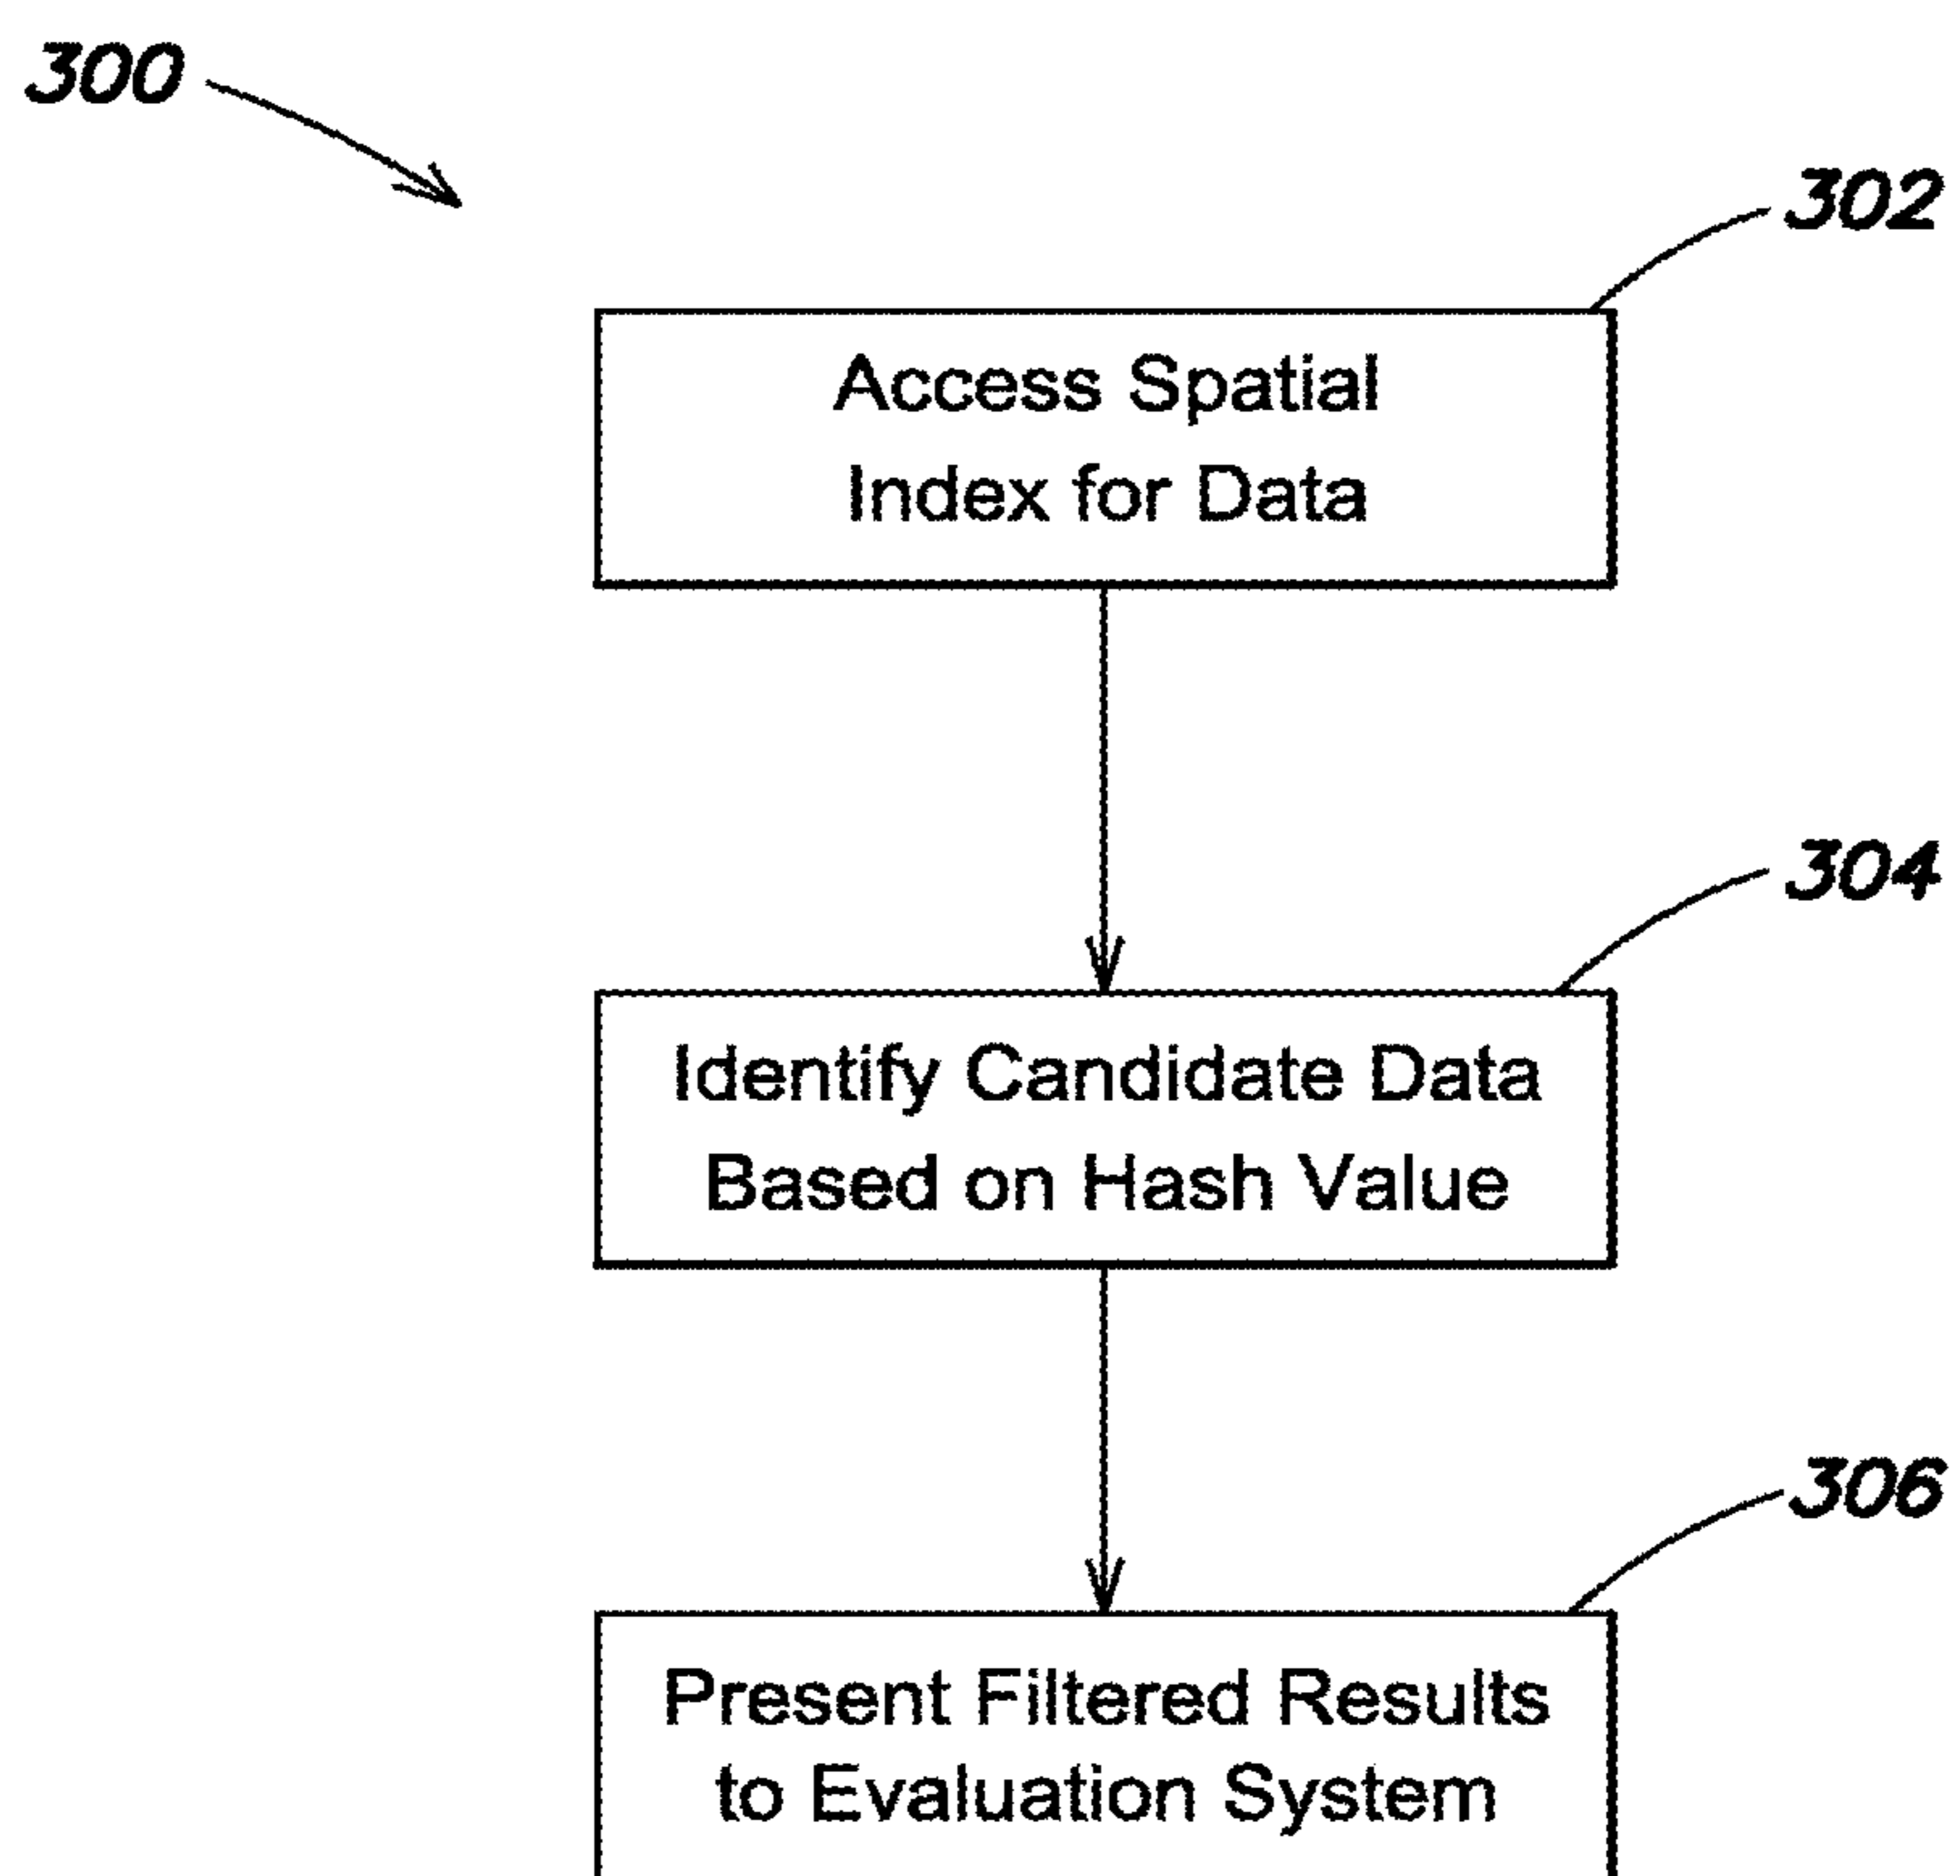 300
302
Access Spatial
Index for Data
304
Identify Candidate Data
Based on Hash Value
306
Present Filtered Results
to Evaluation System